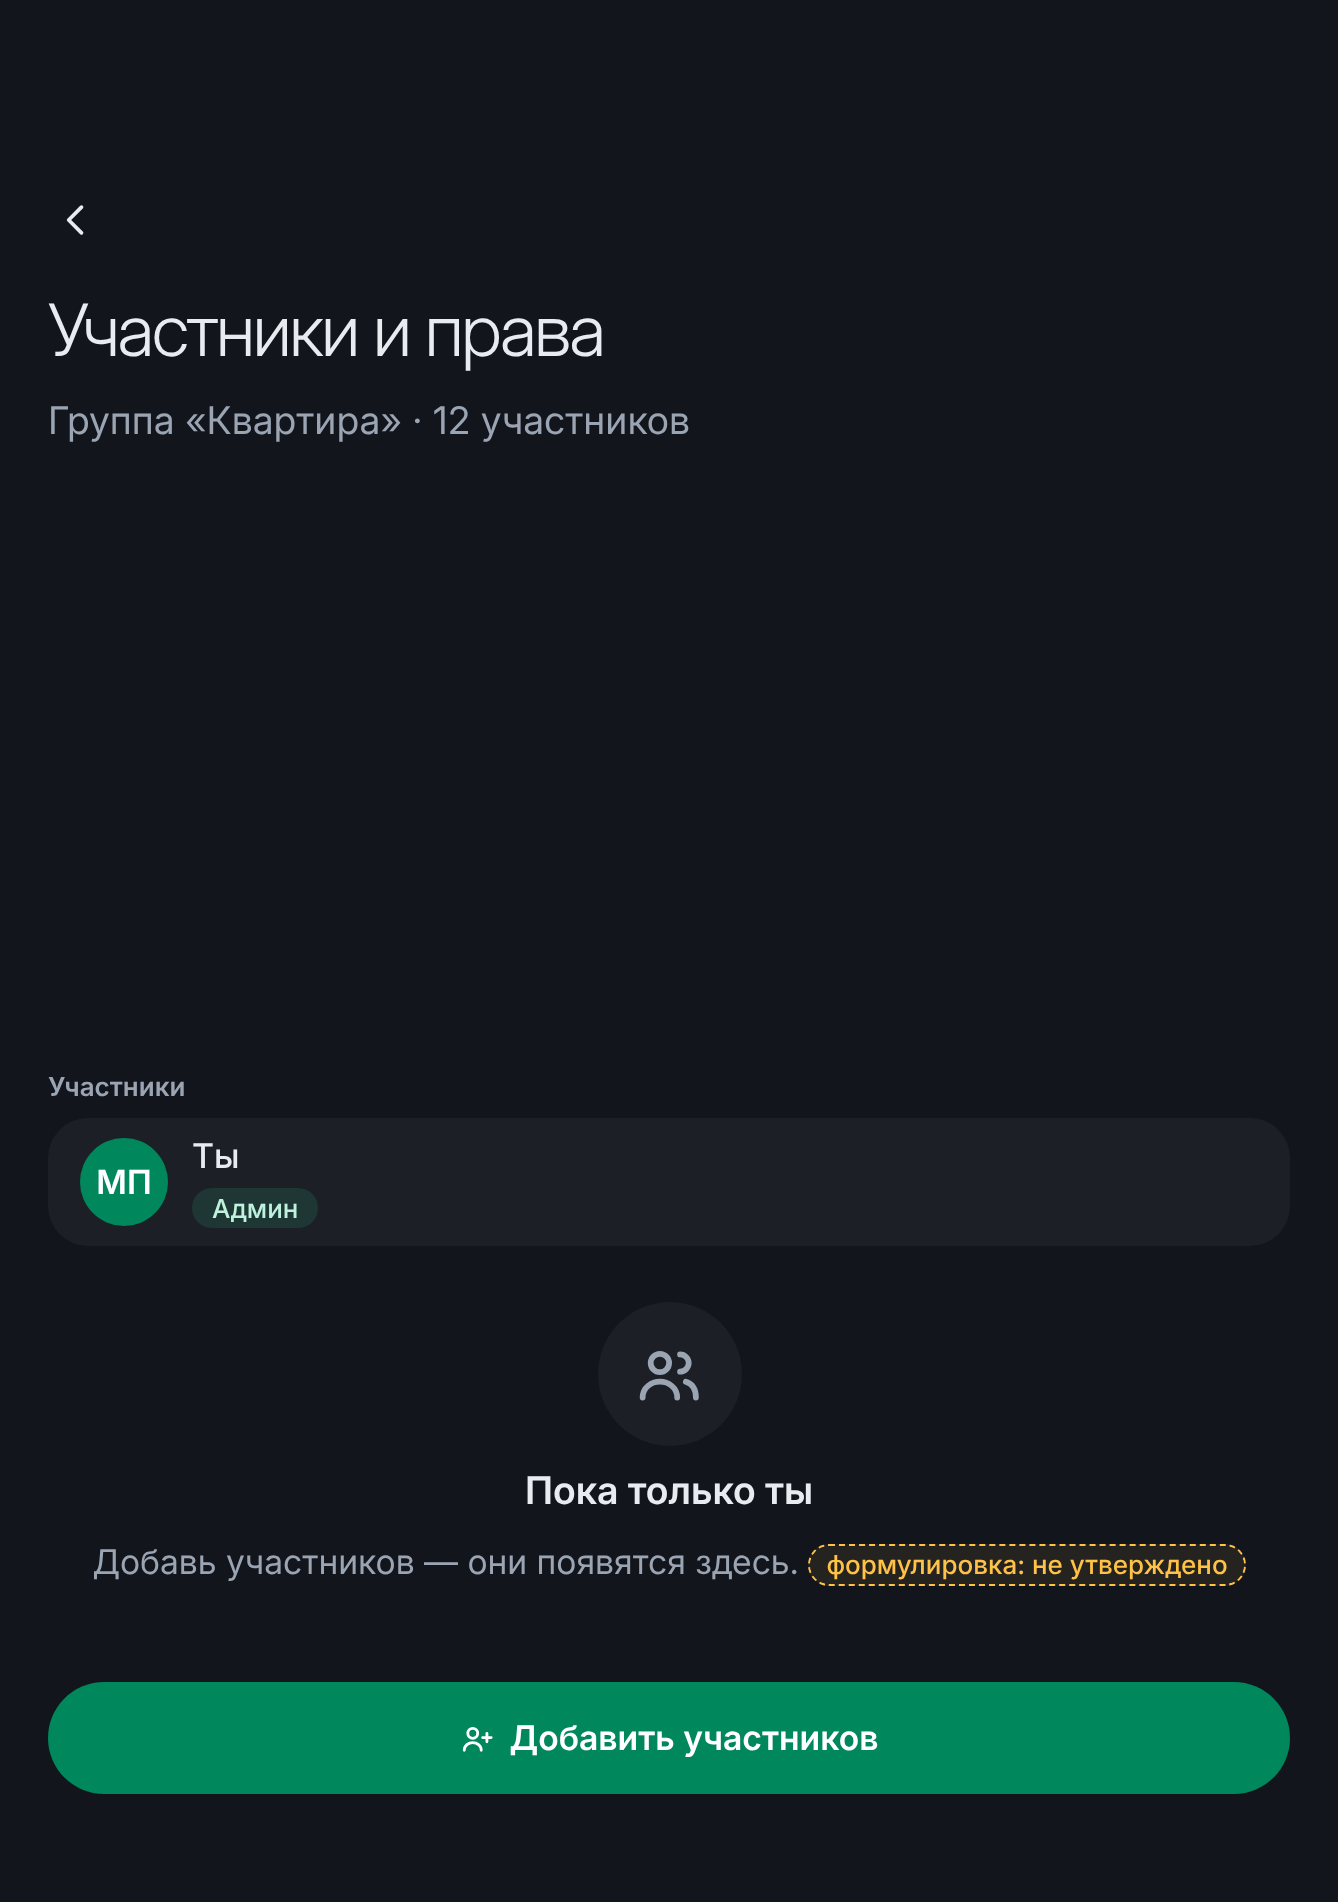 Участники и права
Группа «Квартира» · 12 участников
Участники
МП
Ты
Админ
Пока только ты
Добавь участников — они появятся здесь. формулировка: не утверждено
Добавить участников